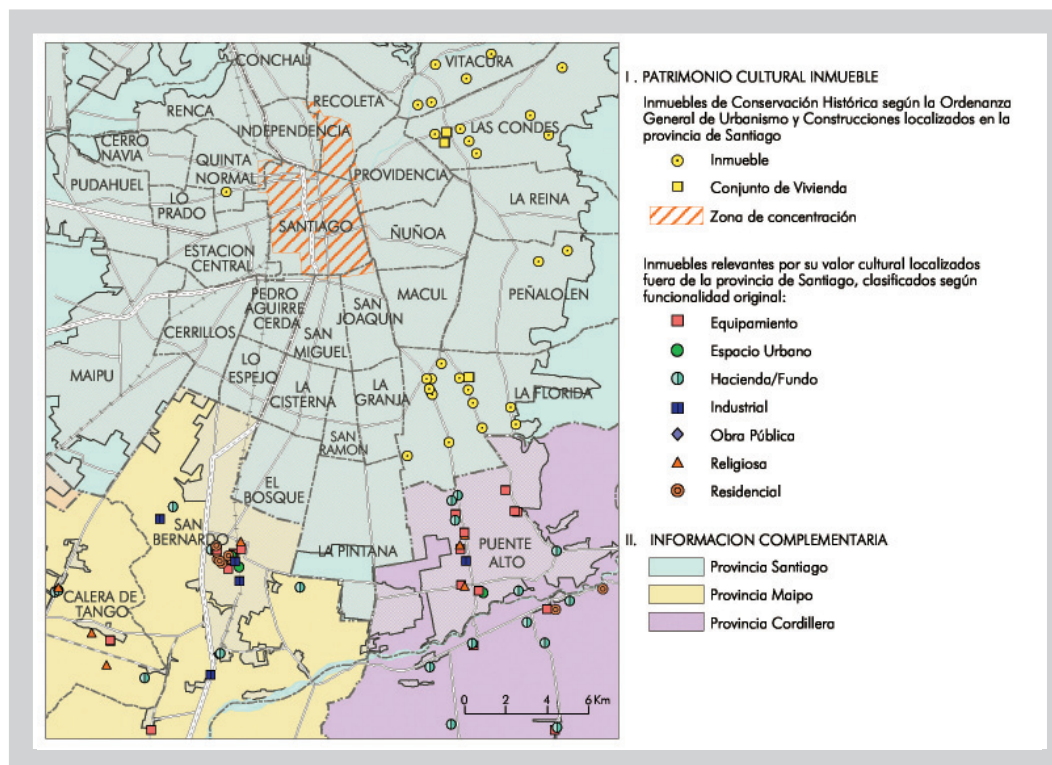 CONCHALI
VITACURA
RECOLETA
RENCA
INDEPENDENCIA
LAS CONDES
CERRO
NAVIA
QUINTA
NORMAL
PROVIDENCIA
PUDAHUEL
LO
PRADO
LA REINA
SANTIAGO
ÑUÑOA
ESTACION
CENTRAL
PEDRO
AGUIRRE
CERDA
SAN
JOAQUIN
MACUL
PEÑALOLEN
CERRILLOS
SAN
MIGUEL
LO
ESPEJO
MAIPU
LA
CISTERNA
LA
GRANJA
LA FLORIDA
SAN
RAMON
EL
BOSQUE
SAN
BERNARDO
LA PINTANA
PUENTE
ALTO
CALERA DE
TANGO
0 2 4 6 Km
I . PATRIMONIO CULTURAL INMUEBLE
Inmuebles de Conservación Histórica según la Ordenanza
General de Urbanismo y Construcciones localizados en la
provincia de Santiago
Inmueble
Conjunto de Vivienda
Zona de concentración
Inmuebles relevantes por su valor cultural localizados
fuera de la provincia de Santiago, clasificados según
funcionalidad original:
Equipamiento
Espacio Urbano
Hacienda/Fundo
Industrial
Obra Pública
Religiosa
Residencial
II. INFORMACION COMPLEMENTARIA
Provincia Santiago
Provincia Maipo
Provincia Cordillera